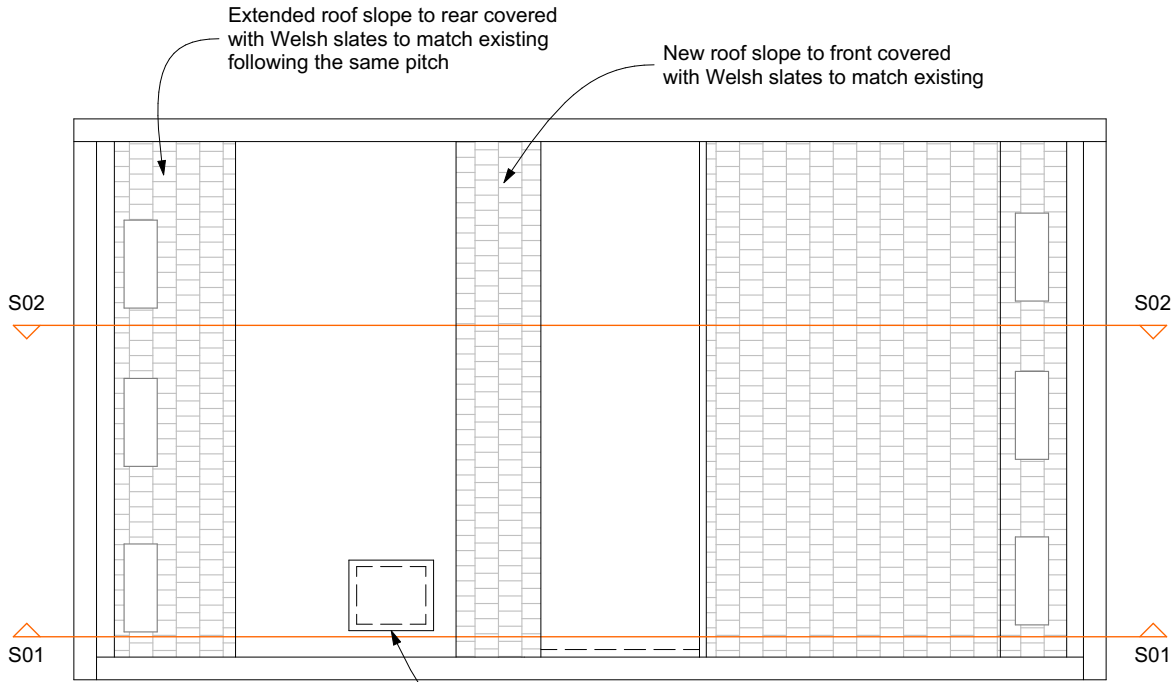 Extended roof slope to rear covered
with Welsh slates to match existing
following the same pitch
New roof slope to front covered
with Welsh slates to match existing
S02
S02
S01
S01